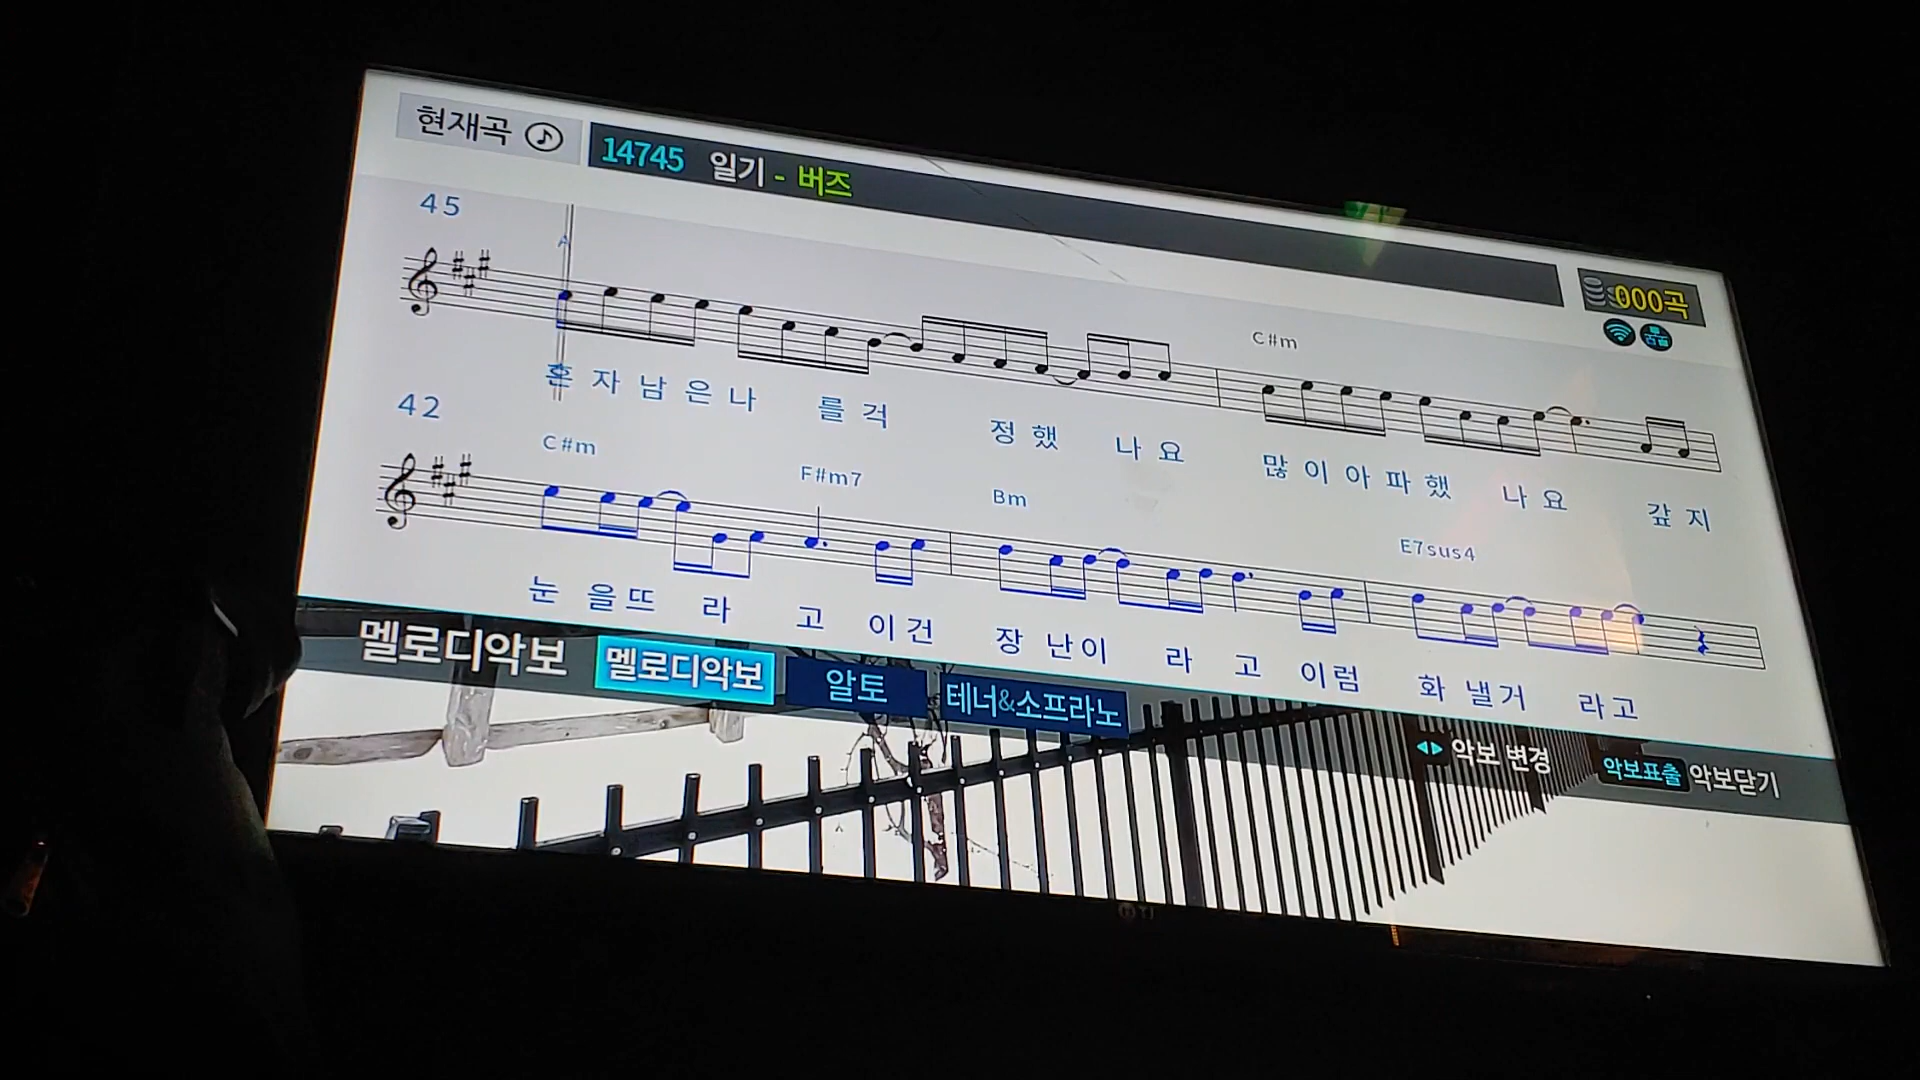 현재곡
14745 일기 - 버즈
000곡
45
A
C#m
혼 자 남 은 나 를 걱 정 했 나 요 많 이 아 파 했 나 요 갚 지
42
C#m F#m7 Bm E7sus4
눈 을 뜨 라 고 이 건 장 난 이 라 고 이 럼 화 낼 거 라 고
멜로디악보 멜로디악보 알토 테너&소프라노
악보 변경 악보표출 악보닫기
TJ